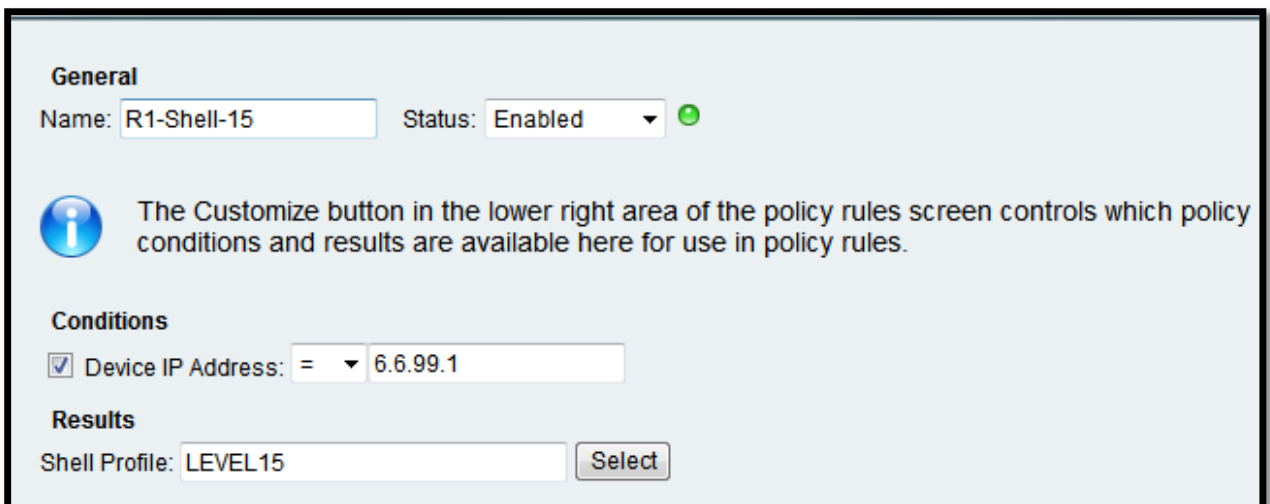 General
Name: R1-Shell-15 Status: Enabled
The Customize button in the lower right area of the policy rules screen controls which policy
conditions and results are available here for use in policy rules.
Conditions
Device IP Address: = 6.6.99.1
Results
Shell Profile: LEVEL15 Select